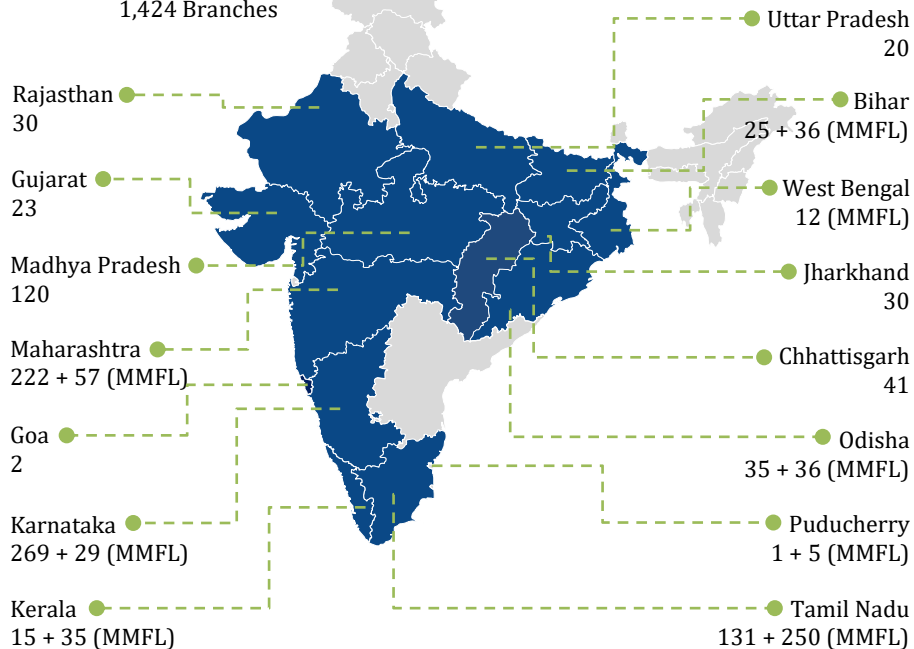 1,424 Branches
Rajasthan
30
Gujarat
23
Madhya Pradesh
120
Maharashtra
222 + 57 (MMFL)
Goa
2
Karnataka
269 + 29 (MMFL)
Kerala
15 + 35 (MMFL)
Uttar Pradesh
20
Bihar
25 + 36 (MMFL)
West Bengal
12 (MMFL)
Jharkhand
30
Chhattisgarh
41
Odisha
35 + 36 (MMFL)
Puducherry
1 + 5 (MMFL)
Tamil Nadu
131 + 250 (MMFL)